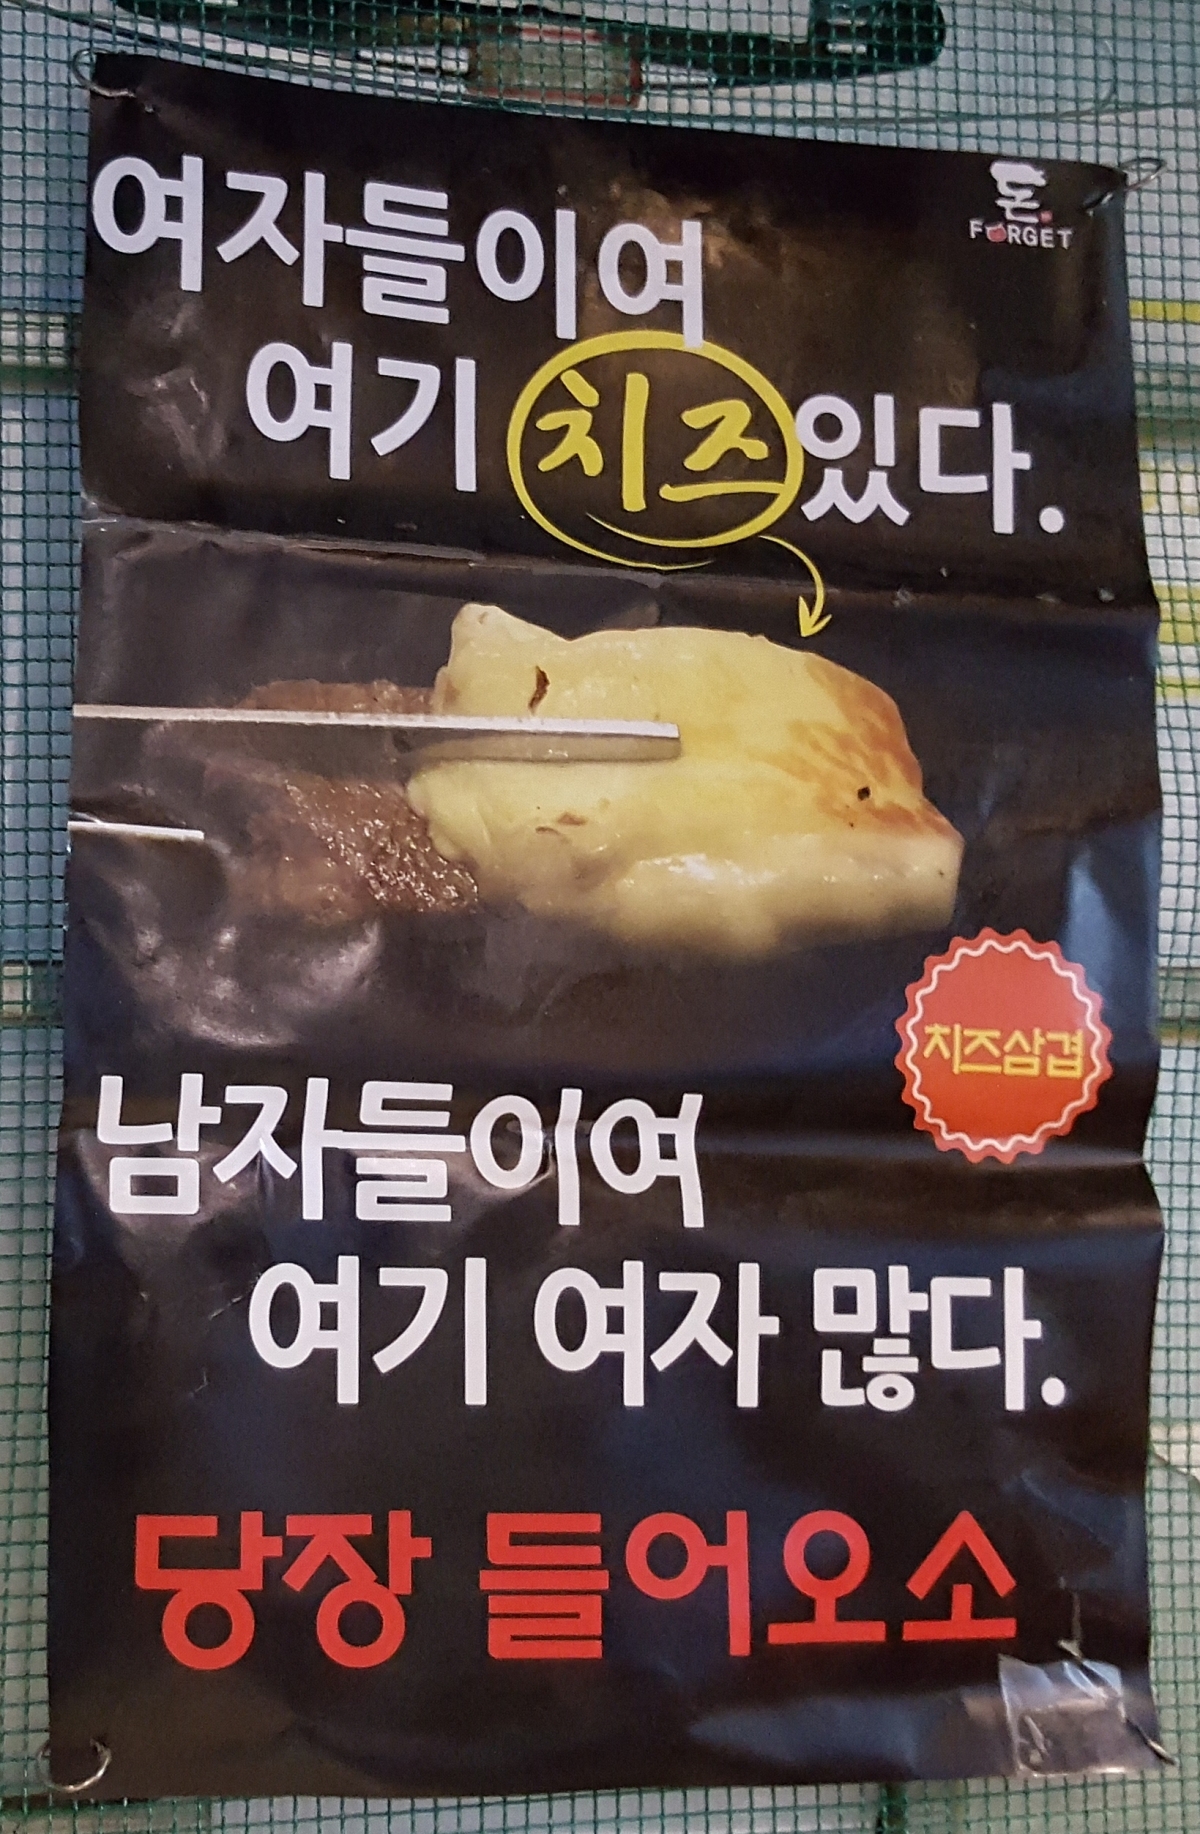 돈.
FORGET
여자들이여
여기 치즈있다.
치즈삼겹
남자들이여
여기 여자 많다.
당장 들어오소